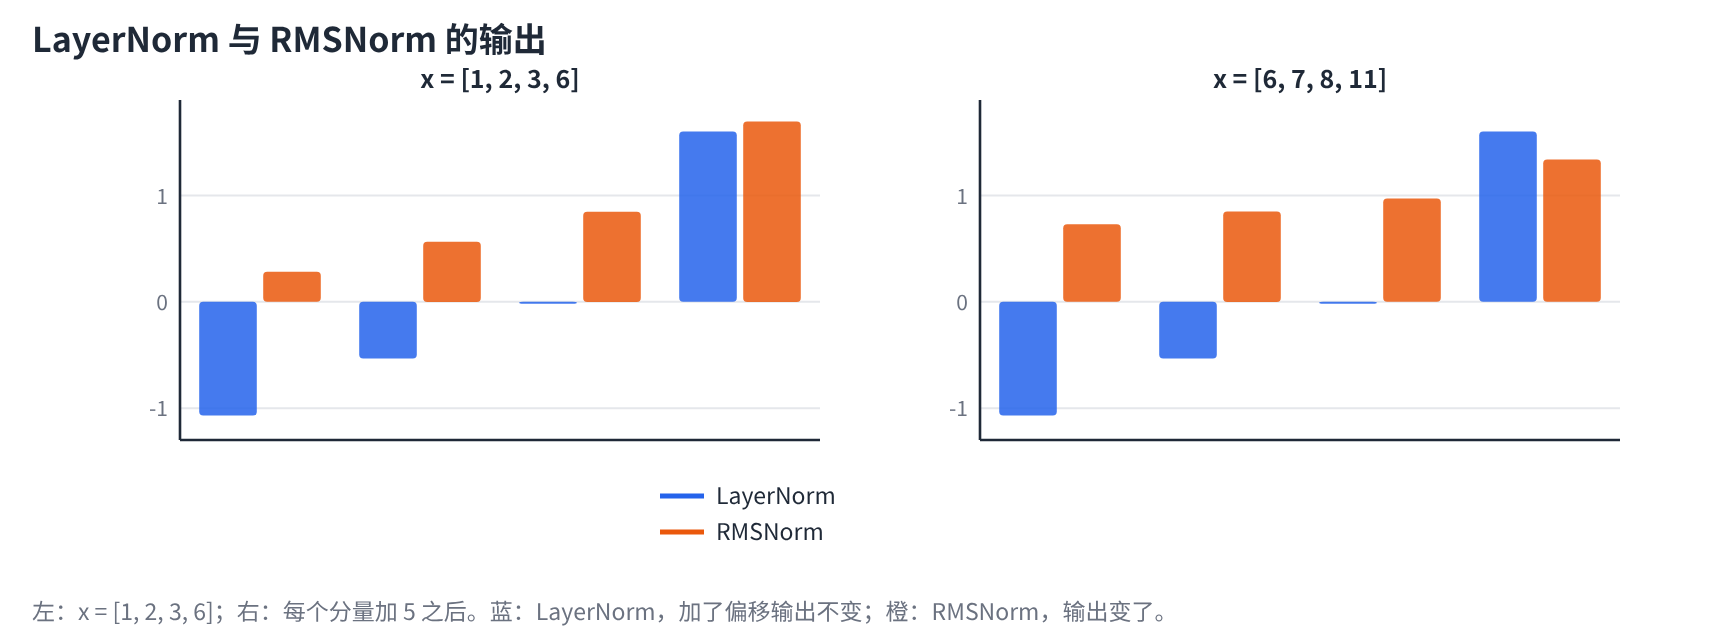 LayerNorm 与 RMSNorm 的输出
x = [1, 2, 3, 6]
x = [6, 7, 8, 11]
1
0
-1
1
0
-1
LayerNorm
RMSNorm
左：x = [1, 2, 3, 6]；右：每个分量加 5 之后。蓝：LayerNorm，加了偏移输出不变；橙：RMSNorm，输出变了。